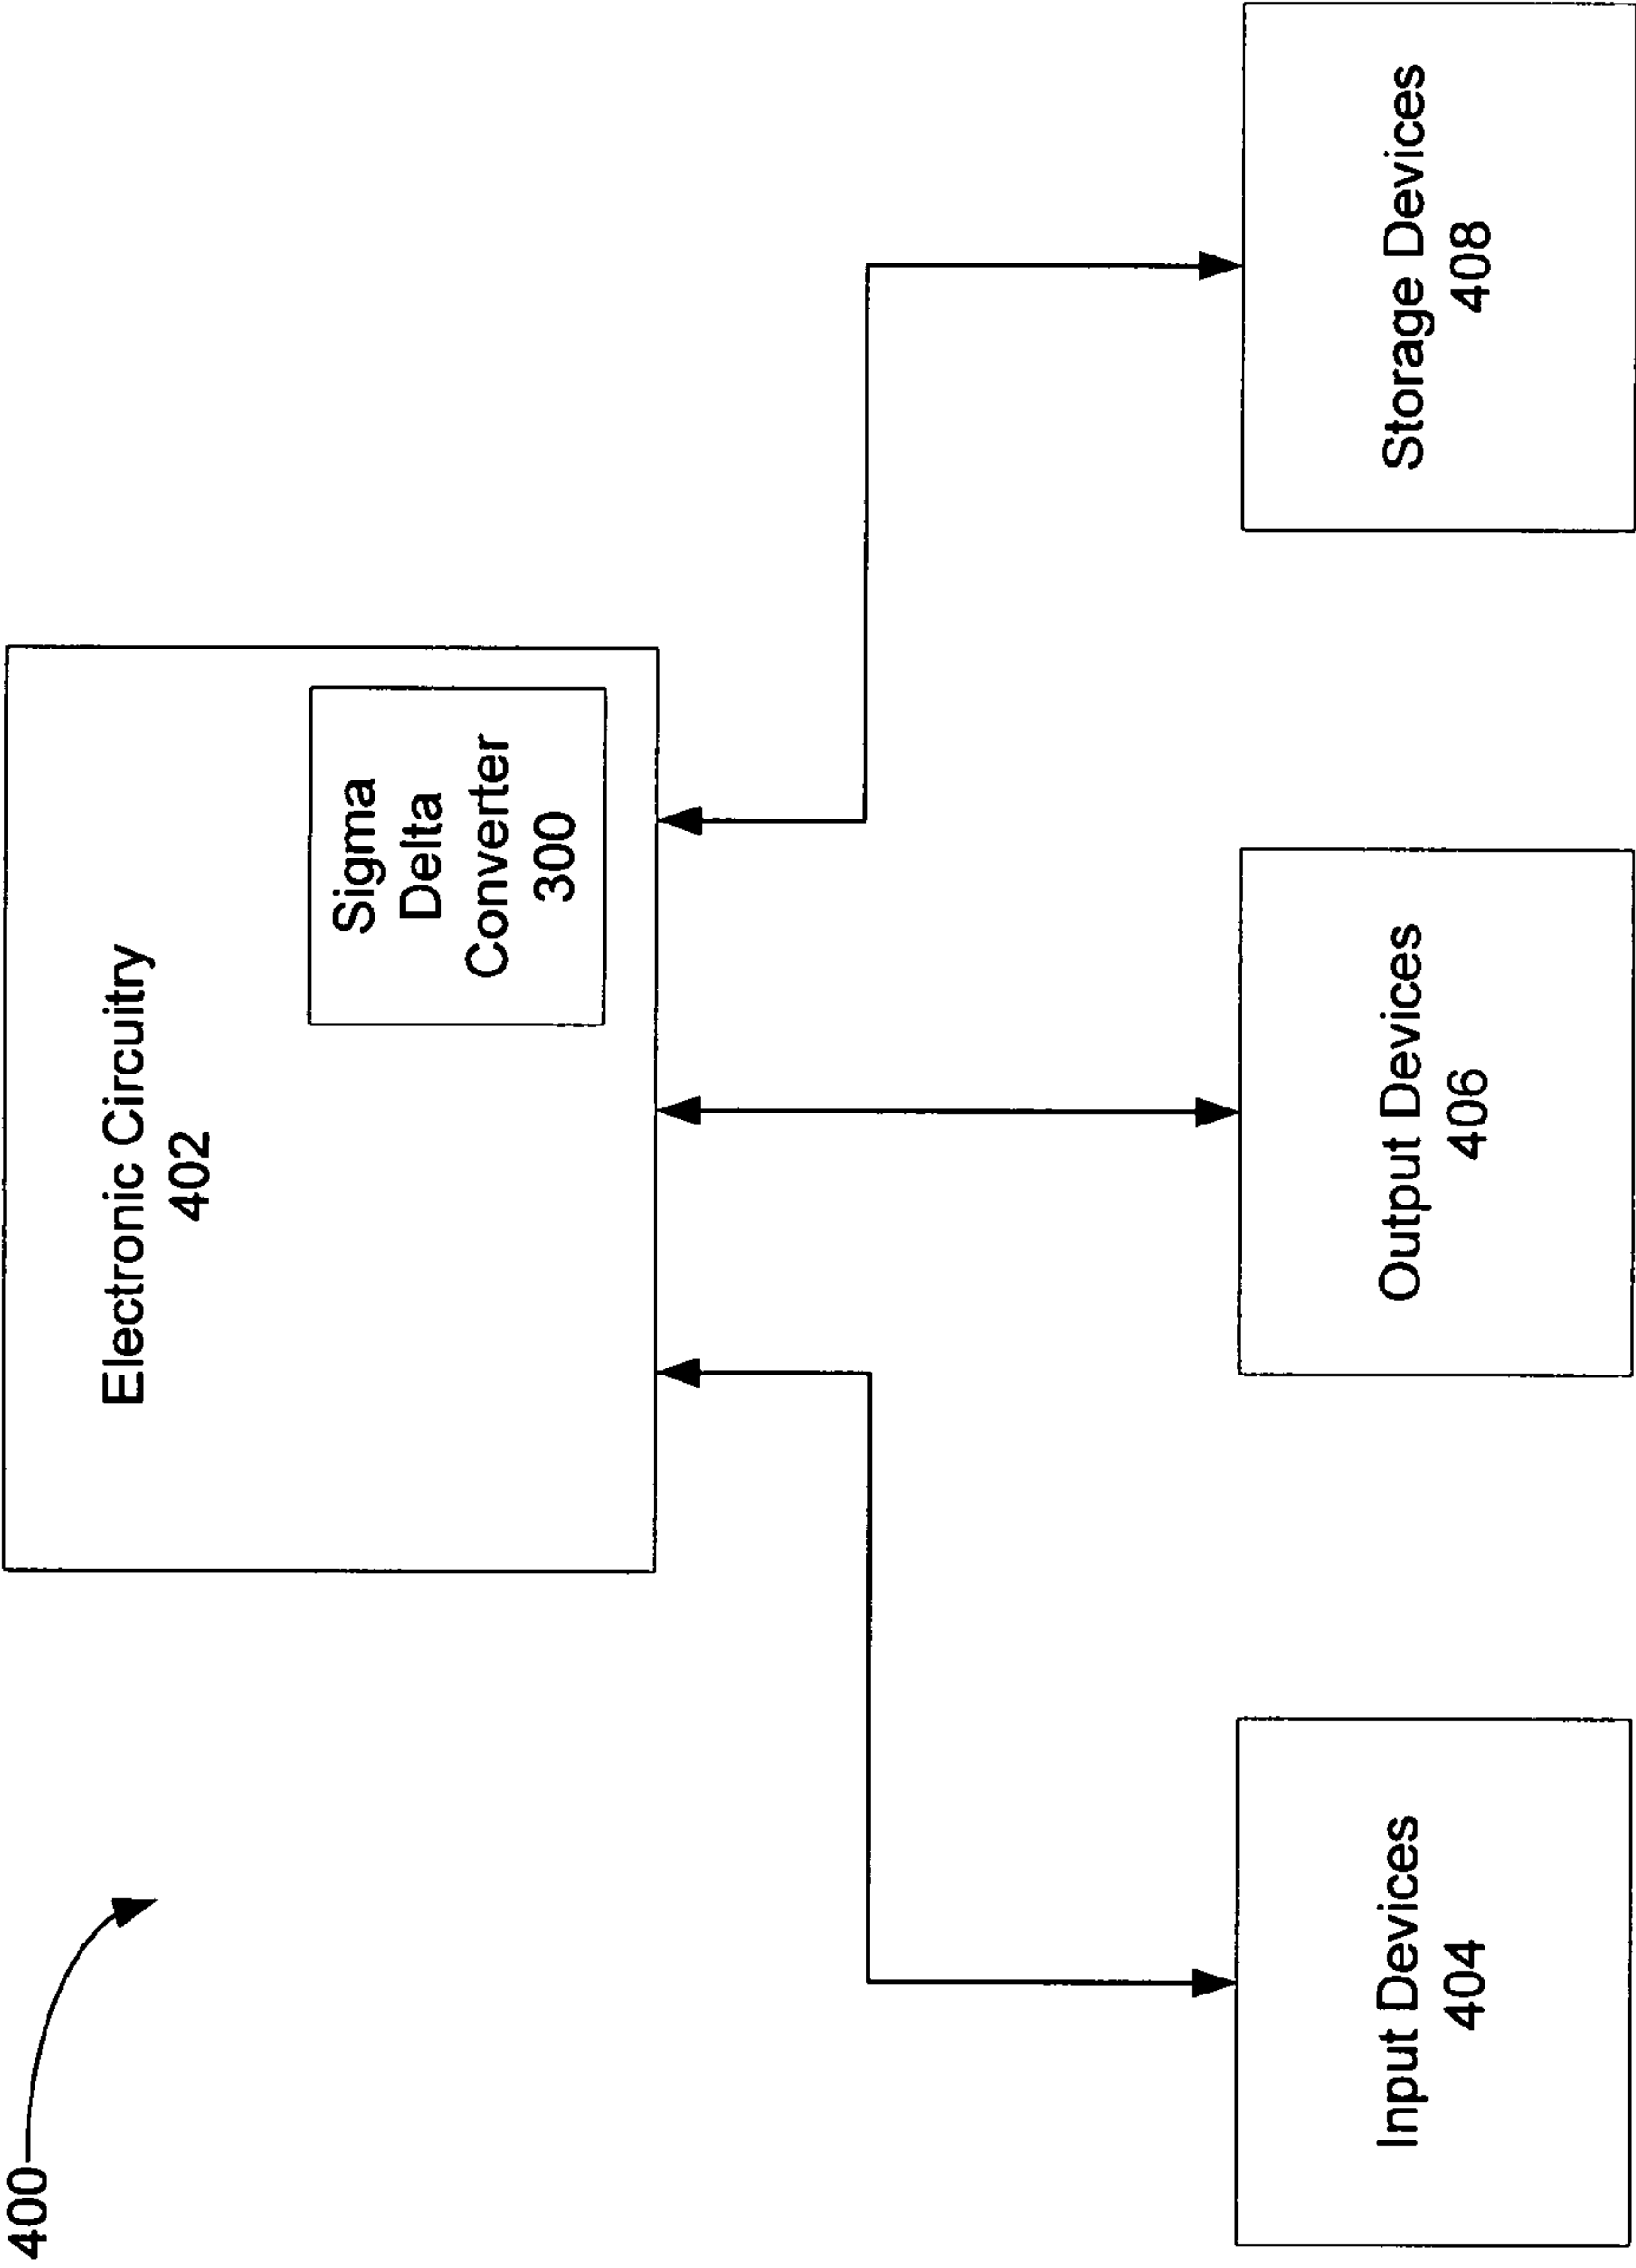 400
Electronic Circuitry
402
Sigma
Delta
Converter
300
Input Devices
404
Output Devices
406
Storage Devices
408